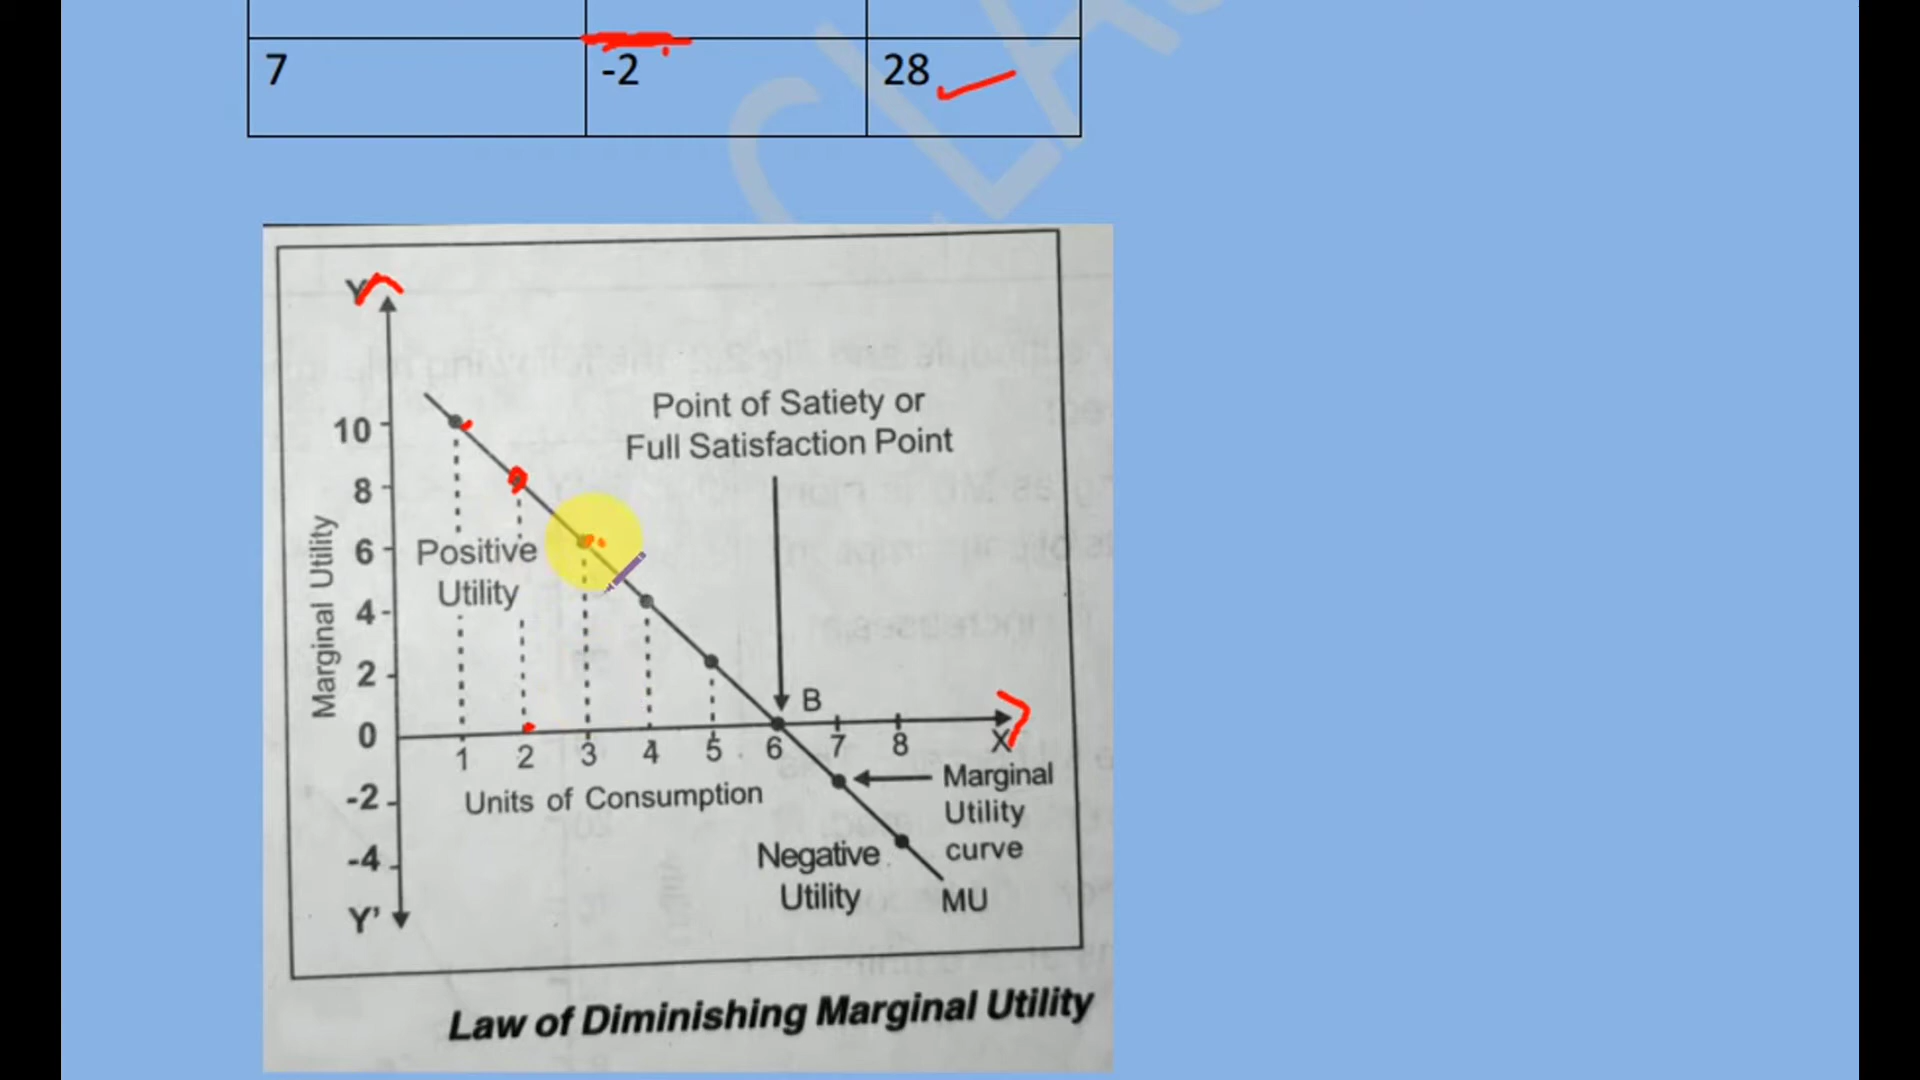 7 -2 28
CLA
Y
Point of Satiety or
Full Satisfaction Point
10
8
6
4
2
0
-2
-4
Marginal Utility
Positive
Utility
B
1 2 3 4 5 6 7 8 X
Units of Consumption
Marginal
Utility
curve
Negative
Utility
MU
Y'
Law of Diminishing Marginal Utility